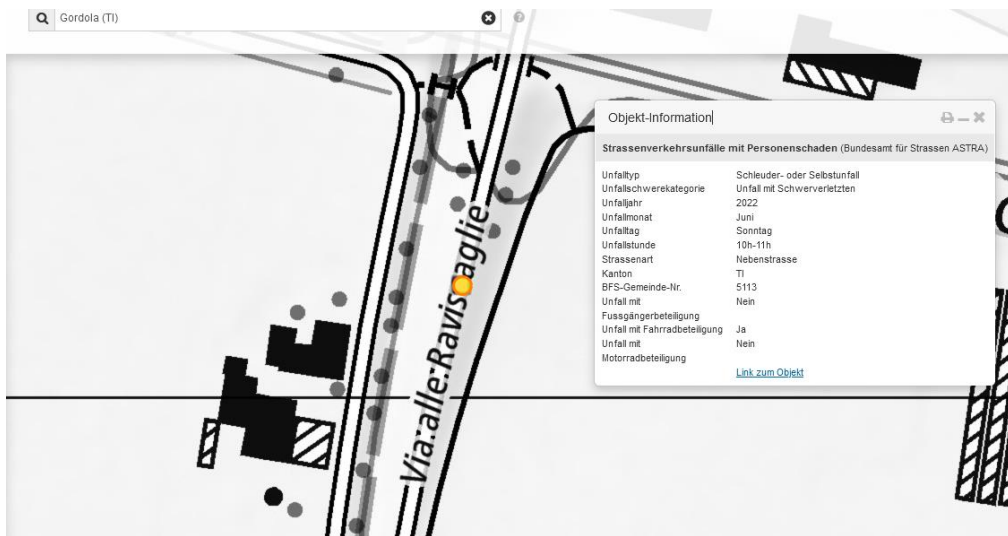 Gordola (TI)
Objekt-Information
Strassenverkehrsunfälle mit Personenschaden (Bundesamt für Strassen ASTRA)
Unfalltyp Schleuder- oder Selbstunfall
Unfallschwerekategorie Unfall mit Schwerverletzten
Unfalljahr 2022
Unfallmonat Juni
Unfalltag Sonntag
Unfallstunde 10h-11h
Strassenart Nebenstrasse
Kanton TI
BFS-Gemeinde-Nr. 5113
Unfall mit Nein
Fussgängerbeteiligung
Unfall mit Fahrradbeteiligung Ja
Unfall mit Nein
Motorradbeteiligung
Link zum Objekt
Via:alle:Ravis aglie